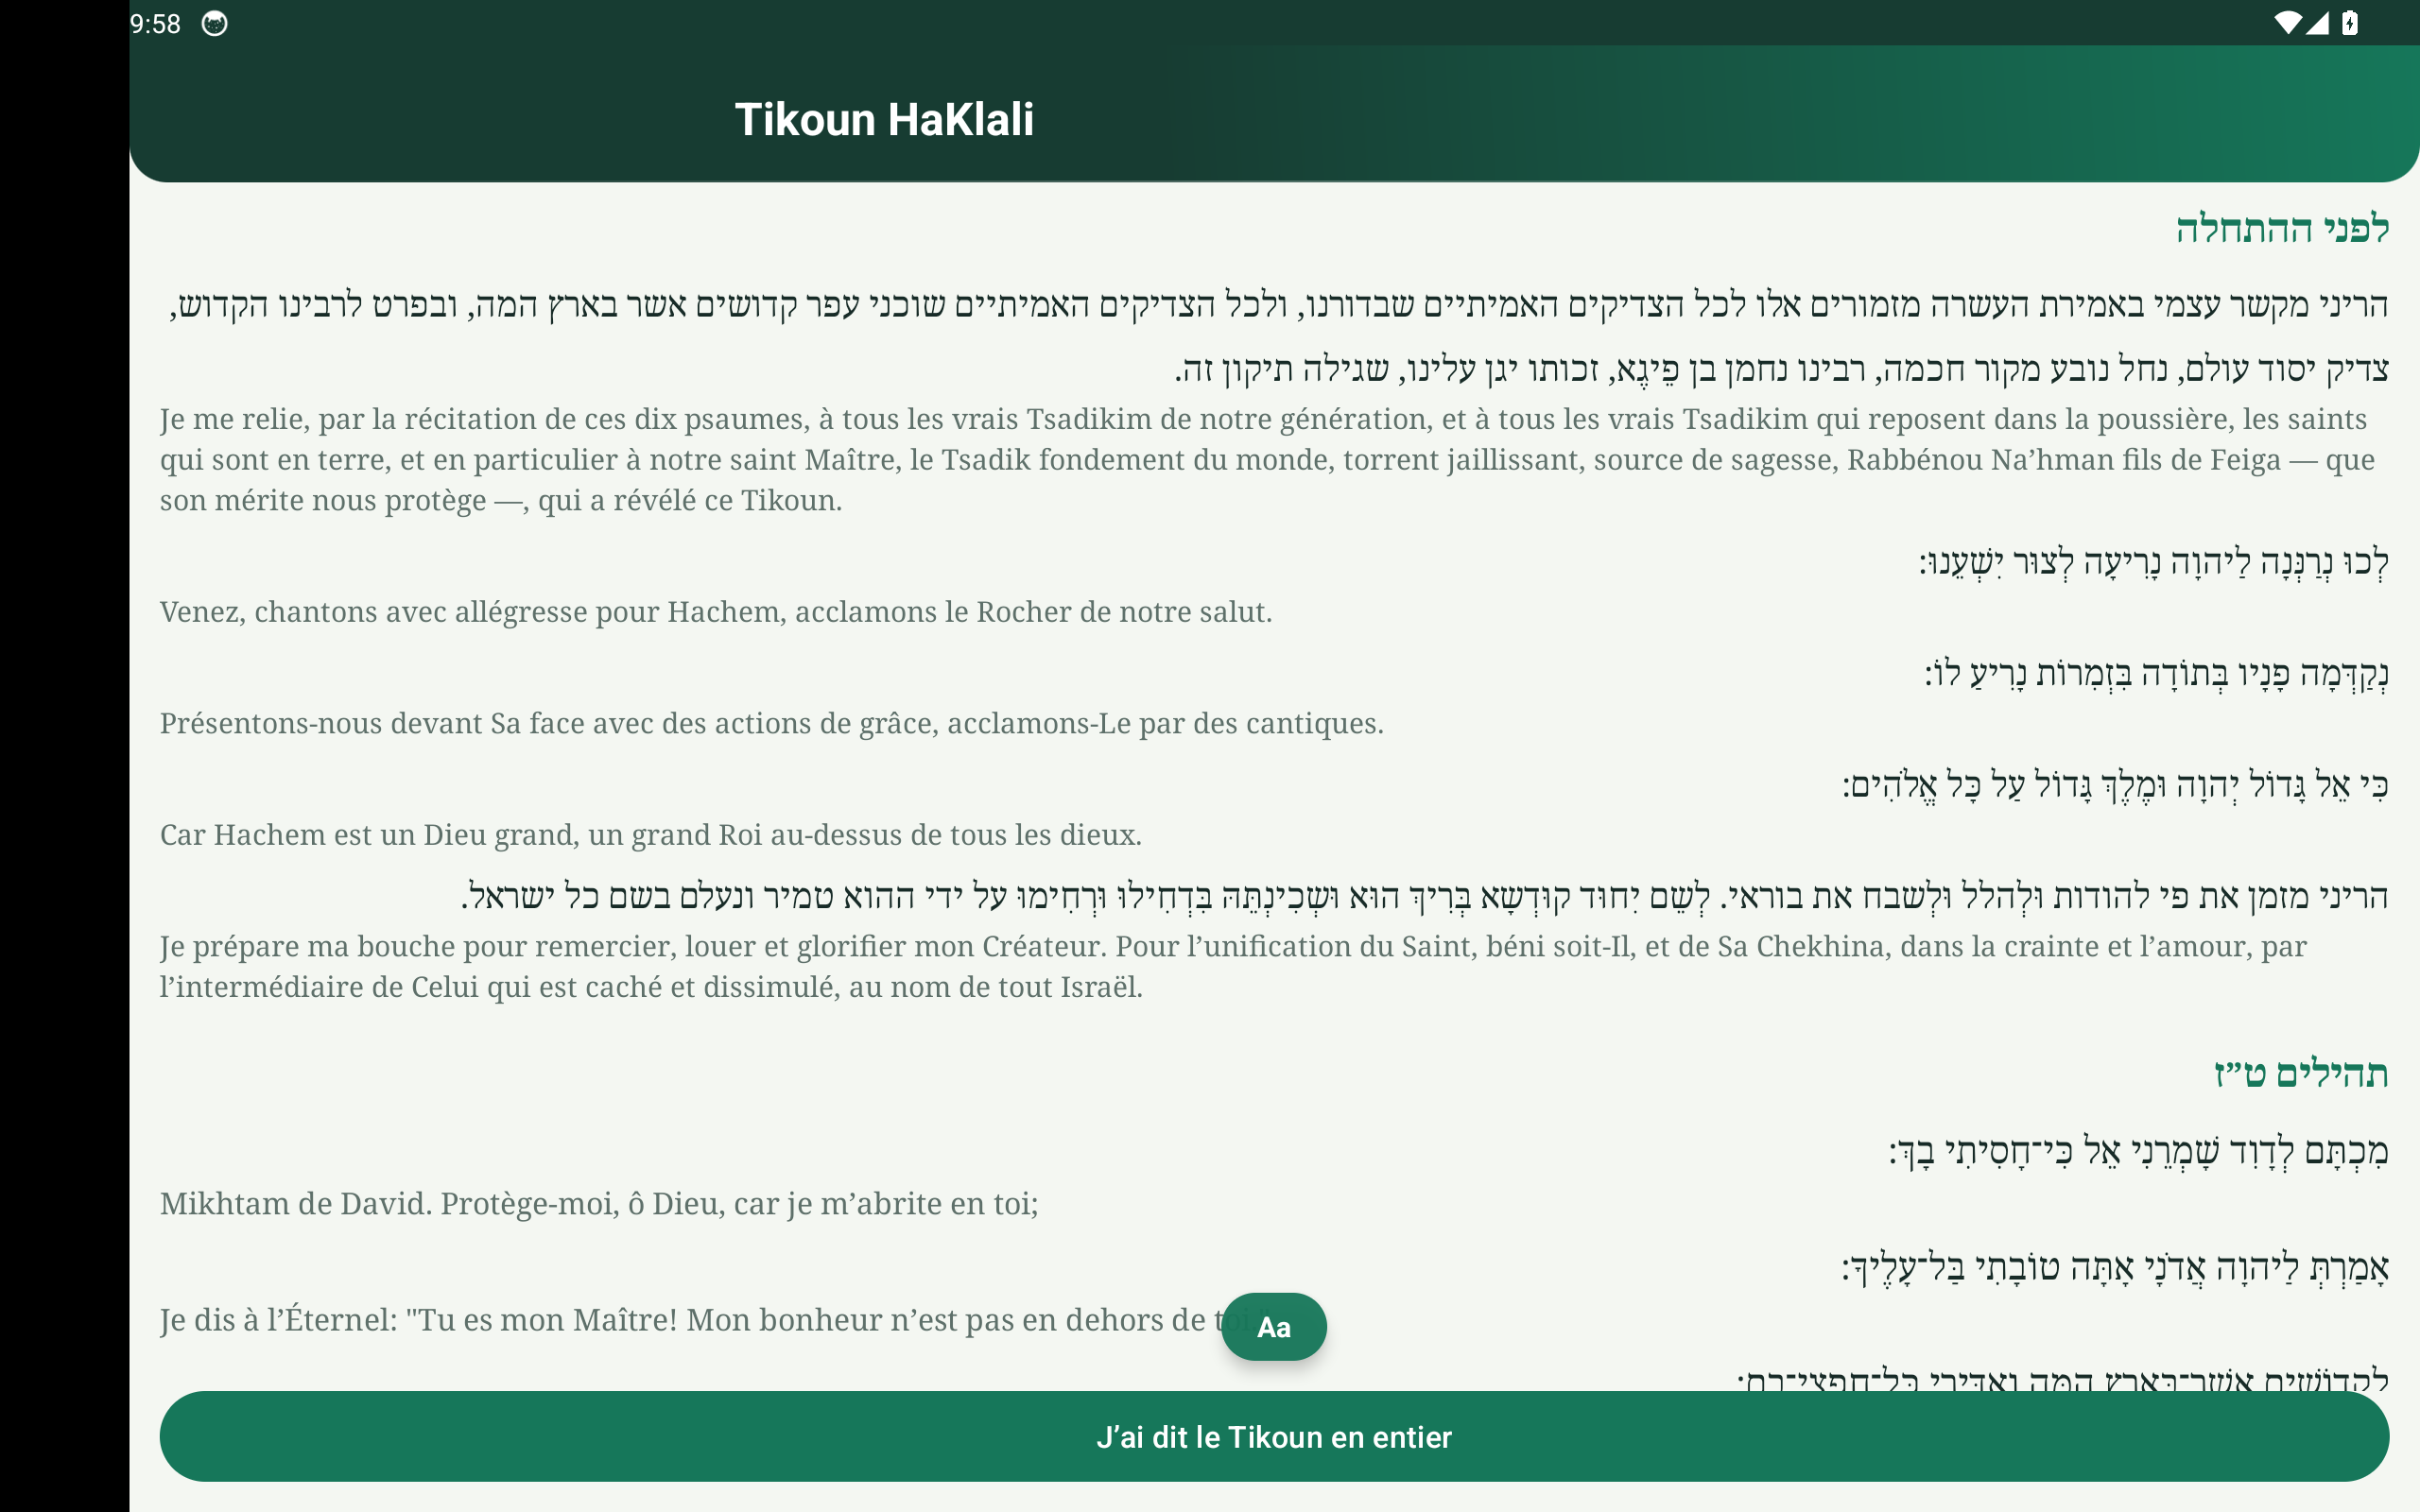 9:58
Tikoun HaKlali
לפני ההתחלה
הריני מקשר עצמי באמירת העשרה מזמורים אלו לכל הצדיקים האמיתיים שבדורנו, ולכל הצדיקים האמיתיים שוכני עפר קדושים אשר בארץ המה, ובפרט לרבינו הקדוש,
צדיק יסוד עולם, נחל נובע מקור חכמה, רבינו נחמן בן פֵיגֶא, זכותו יגן עלינו, שגילה תיקון זה.
Je me relie, par la récitation de ces dix psaumes, à tous les vrais Tsadikim de notre génération, et à tous les vrais Tsadikim qui reposent dans la poussière, les saints
qui sont en terre, et en particulier à notre saint Maître, le Tsadik fondement du monde, torrent jaillissant, source de sagesse, Rabbénou Na’hman fils de Feiga — que
son mérite nous protège —, qui a révélé ce Tikoun.
לְכוּ נְרַנְּנָה לַיהוָה נָרִיעָה לְצוּר יִשְׁעֵנוּ:
Venez, chantons avec allégresse pour Hachem, acclamons le Rocher de notre salut.
נְקַדְּמָה פָנָיו בְּתוֹדָה בִּזְמִרוֹת נָרִיעַ לוֹ:
Présentons-nous devant Sa face avec des actions de grâce, acclamons-Le par des cantiques.
כִּי אֵל גָּדוֹל יְהוָה וּמֶלֶךְ גָּדוֹל עַל כָּל אֱלֹהִים:
Car Hachem est un Dieu grand, un grand Roi au-dessus de tous les dieux.
הריני מזמן את פי להודות וּלְהלל וּלְשבח את בוראי. לְשֵׁם יִחוּד קוּדְשָׁא בְּרִיךְ הוּא וּשְׁכִינְתֵּהּ בִּדְחִילוּ וּרְחִימוּ על ידי ההוא טמיר ונעלם בשם כל ישראל.
Je prépare ma bouche pour remercier, louer et glorifier mon Créateur. Pour l’unification du Saint, béni soit-Il, et de Sa Chekhina, dans la crainte et l’amour, par
l’intermédiaire de Celui qui est caché et dissimulé, au nom de tout Israël.
תהילים ט״ז
מִכְתָּם לְדָוִד שָׁמְרֵנִי אֵל כִּי־חָסִיתִי בָךְ:
Mikhtam de David. Protège-moi, ô Dieu, car je m’abrite en toi;
אָמַרְתְּ לַיהוָה אֲדֹנָי אָתָּה טוֹבָתִי בַּל־עָלֶיךָ:
Je dis à l’Éternel: "Tu es mon Maître! Mon bonheur n’est pas en dehors de toi."
Aa
לִקְדוֹשִׁים אֲשֶׁר־בָּאָרֶץ הֵמָּה וְאַדִּירֵי כָּל־חֶפְצִי־בָם:
J’ai dit le Tikoun en entier